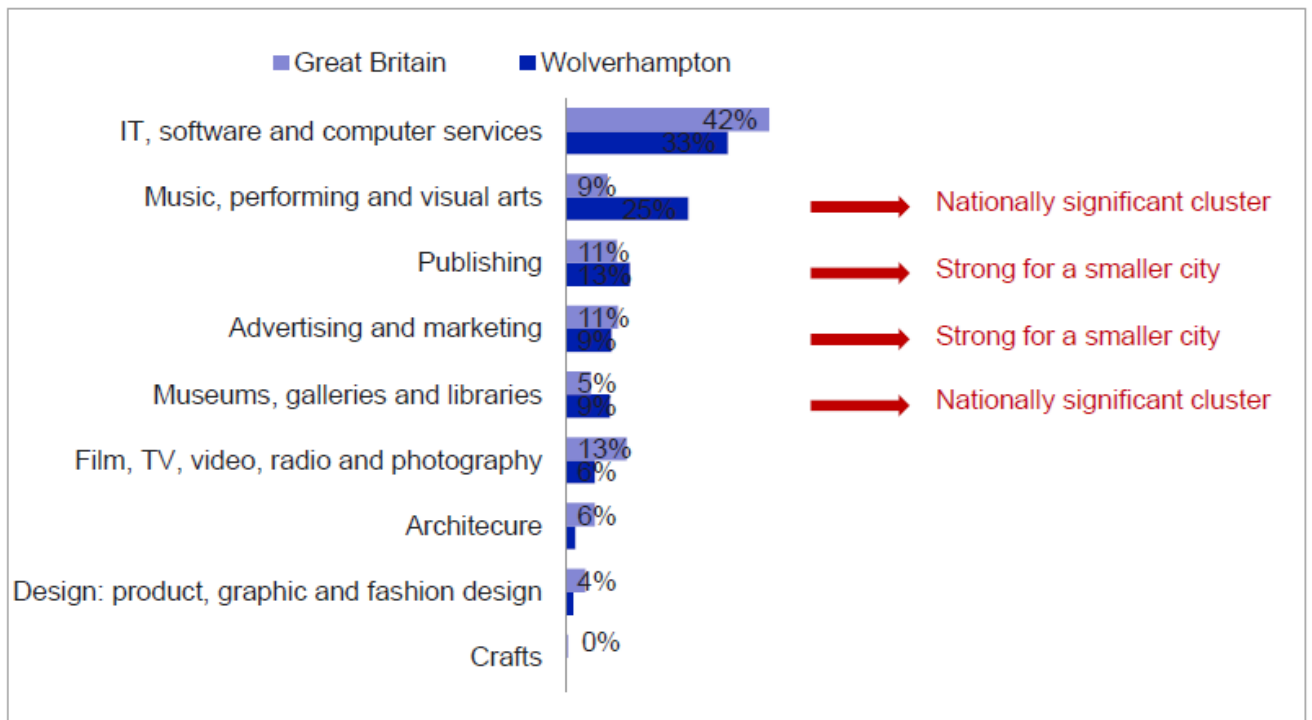 Great Britain Wolverhampton
IT, software and computer services 42%
33%
Music, performing and visual arts 9%
25% Nationally significant cluster
Publishing 11%
13% Strong for a smaller city
Advertising and marketing 11%
9% Strong for a smaller city
Museums, galleries and libraries 5%
9% Nationally significant cluster
Film, TV, video, radio and photography 13%
6%
Architecure 6%
Design: product, graphic and fashion design 4%
Crafts 0%